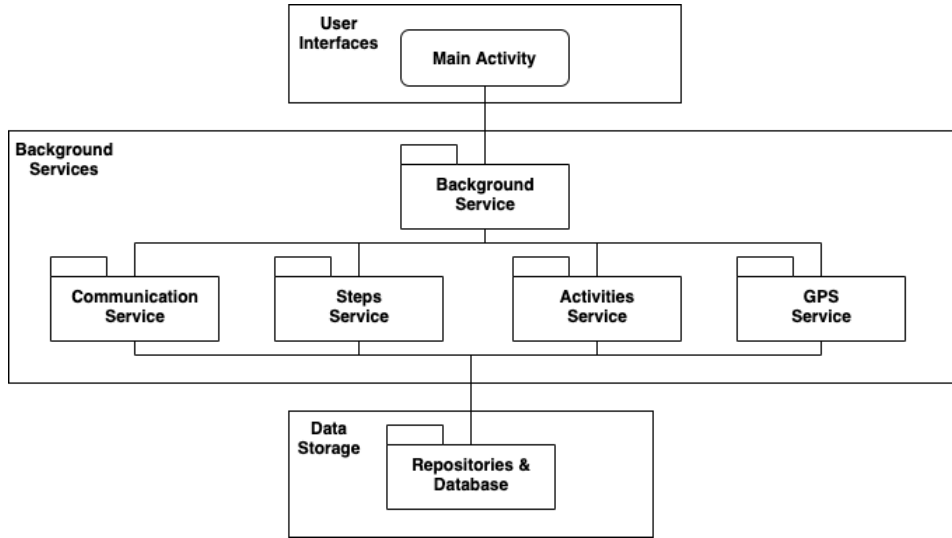 User
Interfaces
Main Activity
Background
Services
Background
Service
Communication
Service
Steps
Service
Activities
Service
GPS
Service
Data
Storage
Repositories &
Database